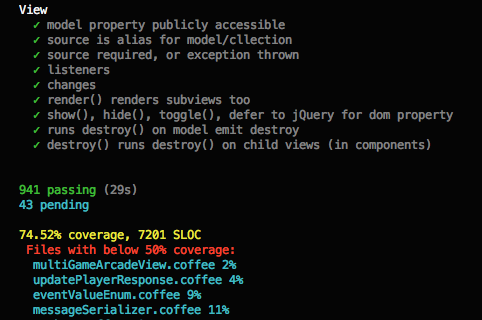 View
✓ model property publicly accessible
✓ source is alias for model/cllection
✓ source required, or exception thrown
✓ listeners
✓ changes
✓ render() renders subviews too
✓ show(), hide(), toggle(), defer to jQuery for dom property
✓ runs destroy() on model emit destroy
✓ destroy() runs destroy() on child views (in components)
941 passing (29s)
43 pending
74.52% coverage, 7201 SLOC
Files with below 50% coverage:
multiGameArcadeView.coffee 2%
updatePlayerResponse.coffee 4%
eventValueEnum.coffee 9%
messageSerializer.coffee 11%